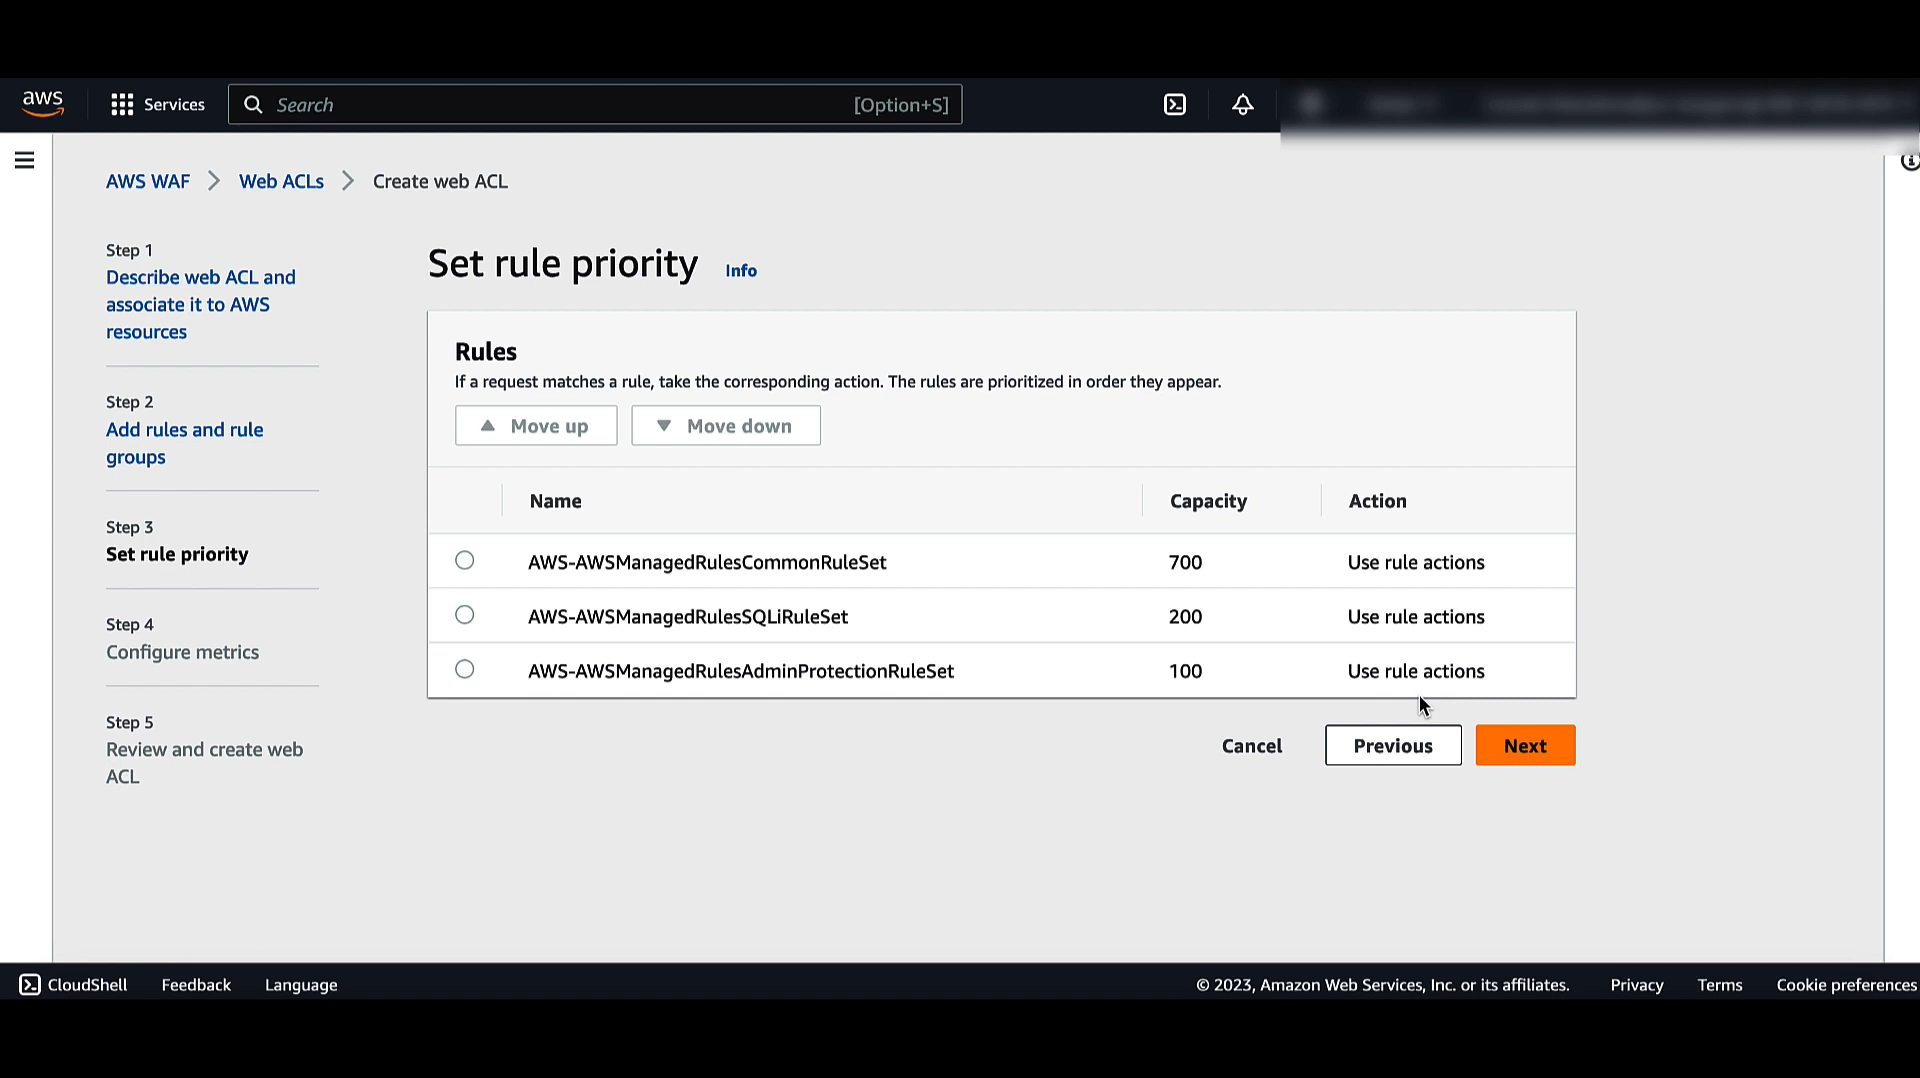 aws
Services
Search
[Option+S]
AWS WAF
Web ACLs
Create web ACL
Step 1
Describe web ACL and
associate it to AWS
resources
Step 2
Add rules and rule
groups
Step 3
Set rule priority
Step 4
Configure metrics
Step 5
Review and create web
ACL
Set rule priority
Info
Rules
If a request matches a rule, take the corresponding action. The rules are prioritized in order they appear.
Move up
Move down
Name Capacity Action
AWS-AWSManagedRulesCommonRuleSet 700 Use rule actions
AWS-AWSManagedRulesSQLiRuleSet 200 Use rule actions
AWS-AWSManagedRulesAdminProtectionRuleSet 100 Use rule actions
Cancel
Previous
Next
CloudShell
Feedback
Language
© 2023, Amazon Web Services, Inc. or its affiliates.
Privacy
Terms
Cookie preferences